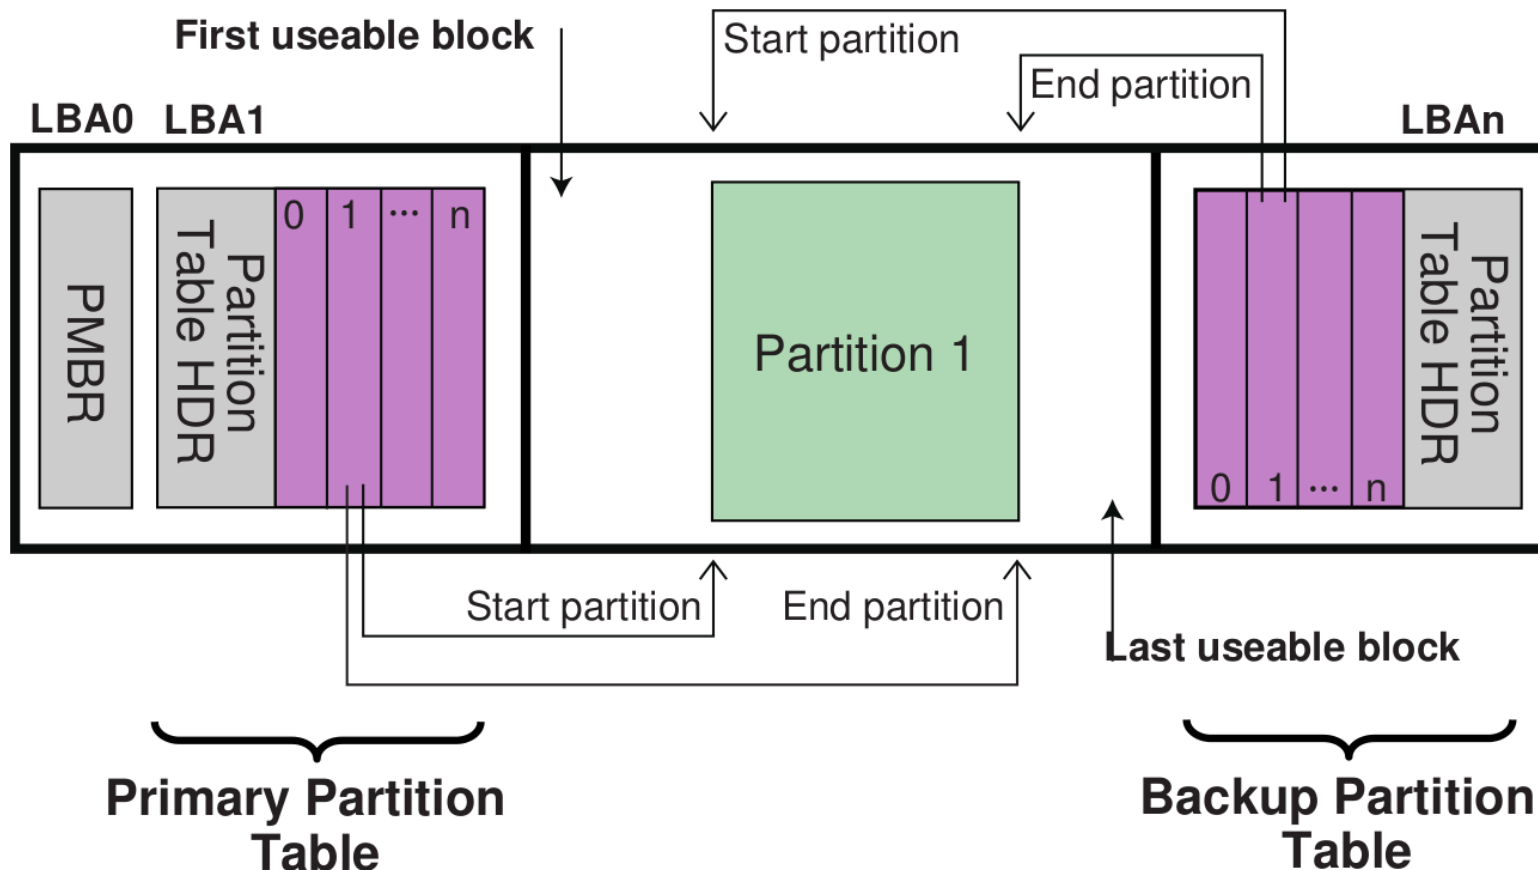 First useable block
Start partition
End partition
LBA0
LBA1
LBAn
PMBR
Partition
Table HDR
0
1
...
n
Partition 1
0
1
...
n
Partition
Table HDR
Start partition
End partition
Last useable block
Primary Partition
Table
Backup Partition
Table